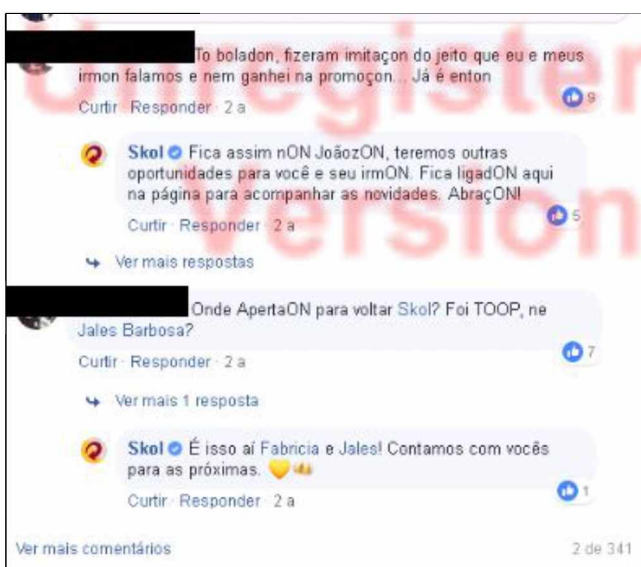 To boladon, fizeram imitaçon do jeito que eu e meus
irmon falamos e nem ganhei na promoçon... Já é enton
Curtir · Responder · 2 a
9
Skol Fica assim nON JoãozON, teremos outras
oportunidades para você e seu irmON. Fica ligadON aqui
na página para acompanhar as novidades. AbraçON!
Curtir · Responder · 2 a
5
Ver mais respostas
Onde ApertaON para voltar Skol? Foi TOOP, ne
Jales Barbosa?
Curtir · Responder · 2 a
7
Ver mais 1 resposta
Skol É isso aí Fabricia e Jales! Contamos com vocês
para as próximas.
Curtir · Responder · 2 a
1
Ver mais comentários
2 de 341
Unregister
Version